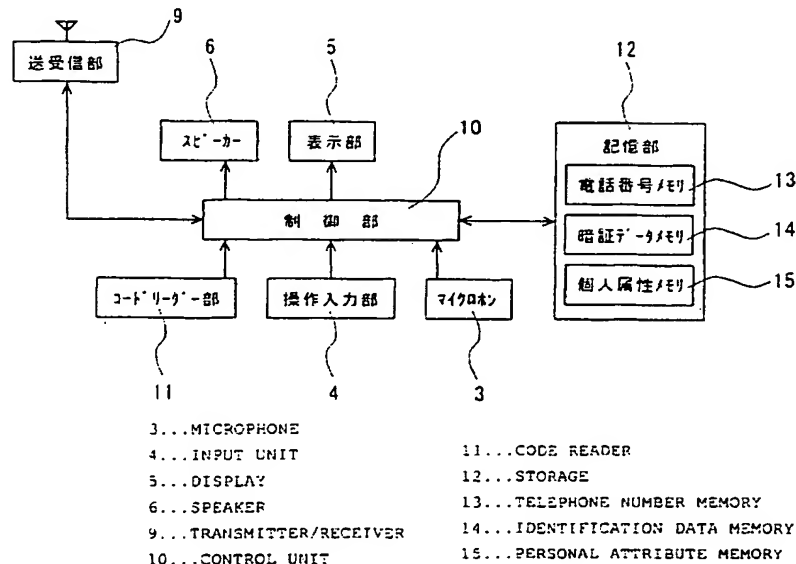 9
送受信部
6
5
12
スピーカー
表示部
10
記憶部
電話番号メモリ
13
制御部
暗証データメモリ
14
コードリーダー部
操作入力部
マイクロホン
個人属性メモリ
15
11
4
3
3...MICROPHONE
4...INPUT UNIT
5...DISPLAY
6...SPEAKER
9...TRANSMITTER/RECEIVER
10...CONTROL UNIT
11...CODE READER
12...STORAGE
13...TELEPHONE NUMBER MEMORY
14...IDENTIFICATION DATA MEMORY
15...PERSONAL ATTRIBUTE MEMORY